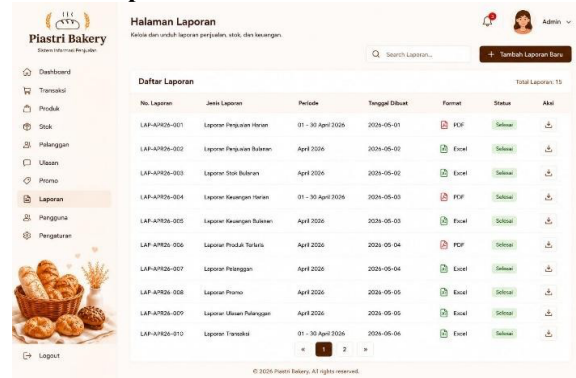 Piastri Bakery
Sistem Informasi Penjualan
Dashboard
Transaksi
Produk
Stok
Pelanggan
Ulasan
Promo
Laporan
Pengguna
Pengaturan
Logout
Halaman Laporan
Kelola dan unduh laporan penjualan, stok, dan keuangan.
Admin
Search Laporan...
+ Tambah Laporan Baru
Daftar Laporan
Total Laporan: 15
No. Laporan Jenis Laporan Periode Tanggal Dibuat Format Status Aksi
LAP-APR26-001 Laporan Penjualan Harian 01 – 30 April 2026 2026-05-01 PDF Selesai
LAP-APR26-002 Laporan Penjualan Bulanan April 2026 2026-05-02 Excel Selesai
LAP-APR26-003 Laporan Stok Bulanan April 2026 2026-05-02 Excel Selesai
LAP-APR26-004 Laporan Keuangan Harian 01 – 30 April 2026 2026-05-03 PDF Selesai
LAP-APR26-005 Laporan Keuangan Bulanan April 2026 2026-05-03 Excel Selesai
LAP-APR26-006 Laporan Produk Terlaris April 2026 2026-05-04 PDF Selesai
LAP-APR26-007 Laporan Pelanggan April 2026 2026-05-04 Excel Selesai
LAP-APR26-008 Laporan Promo April 2026 2026-05-05 Excel Selesai
LAP-APR26-009 Laporan Ulasan Pelanggan April 2026 2026-05-05 Excel Selesai
LAP-APR26-010 Laporan Transaksi 01 – 30 April 2026 2026-05-06 Excel Selesai
« 1 2 »
© 2026 Piastri Bakery. All rights reserved.